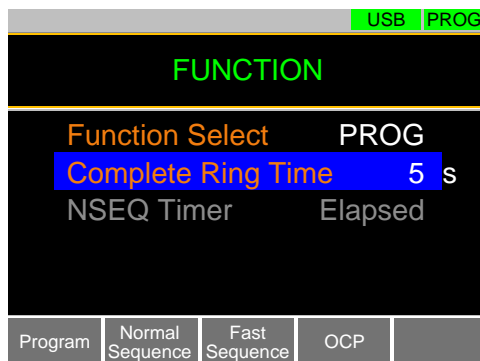 USB PROG
FUNCTION
Function Select PROG
Complete Ring Time 5 s
NSEQ Timer Elapsed
Program Normal Sequence Fast Sequence OCP